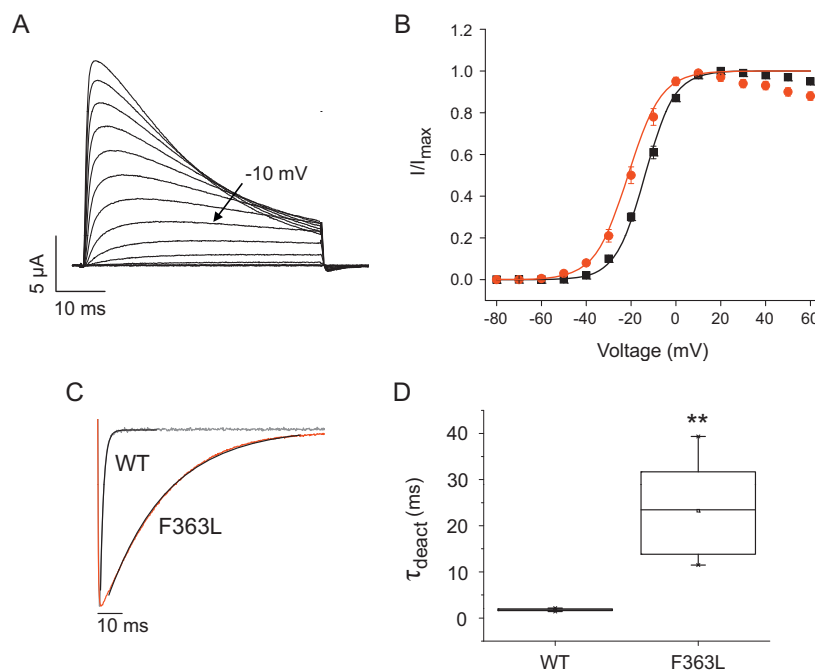 A
-10 mV
5 µA
10 ms
B
I/Imax
1.0
0.8
0.6
0.4
0.2
0.0
-80 -60 -40 -20 0 20 40 60
Voltage (mV)
C
WT
F363L
10 ms
D
τdeact (ms)
40
30
20
10
0
**
WT F363L